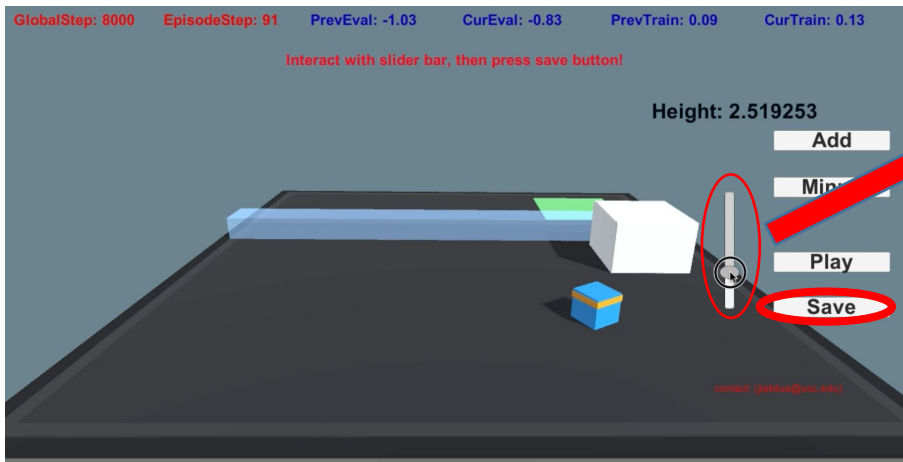 GlobalStep: 8000 EpisodeStep: 91 PrevEval: -1.03 CurEval: -0.83 PrevTrain: 0.09 CurTrain: 0.13
Interact with slider bar, then press save button!
Height: 2.519253
Add
Play
Save
contact: